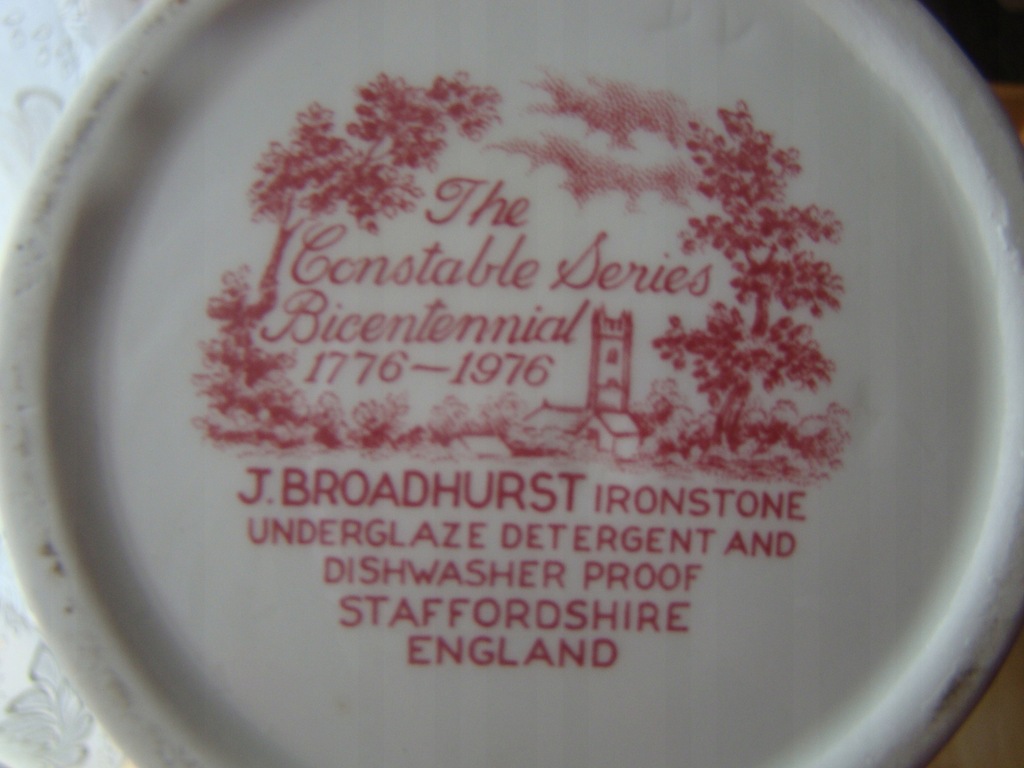 The
Constable Series
Bicentennial
1776–1976
J. BROADHURST IRONSTONE
UNDERGLAZE DETERGENT AND
DISHWASHER PROOF
STAFFORDSHIRE
ENGLAND